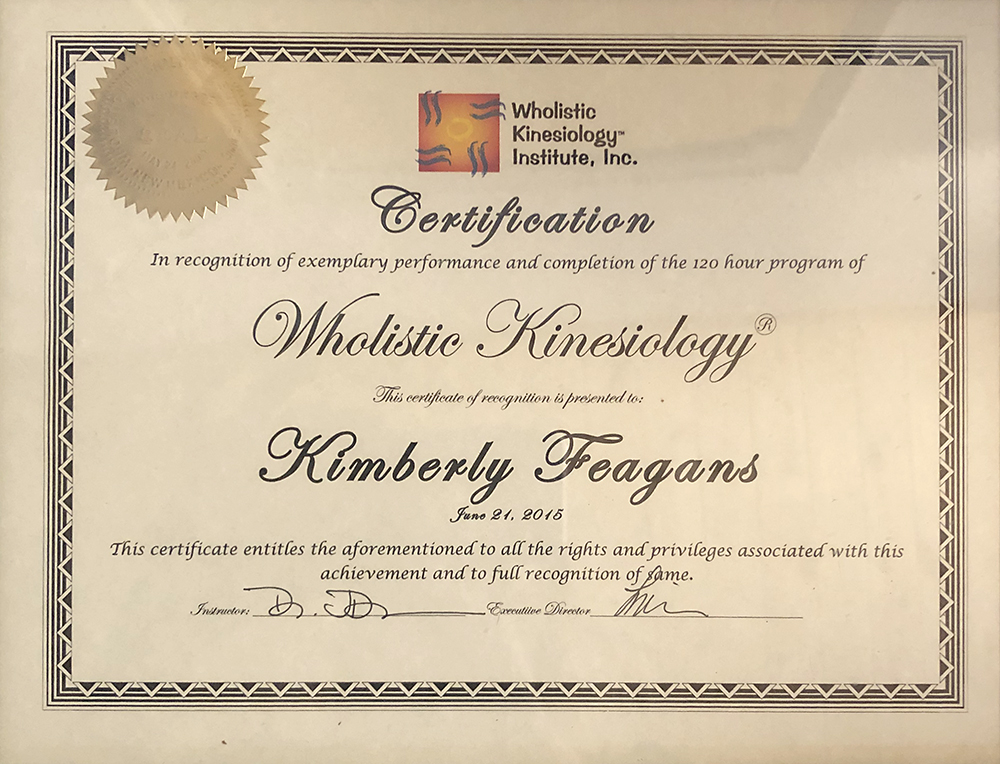 Wholistic
Kinesiology™
Institute, Inc.
Certification
In recognition of exemplary performance and completion of the 120 hour program of
Wholistic Kinesiology®
This certificate of recognition is presented to:
Kimberly Feagans
June 21, 2015
This certificate entitles the aforementioned to all the rights and privileges associated with this
achievement and to full recognition of same.
Instructor: Executive Director